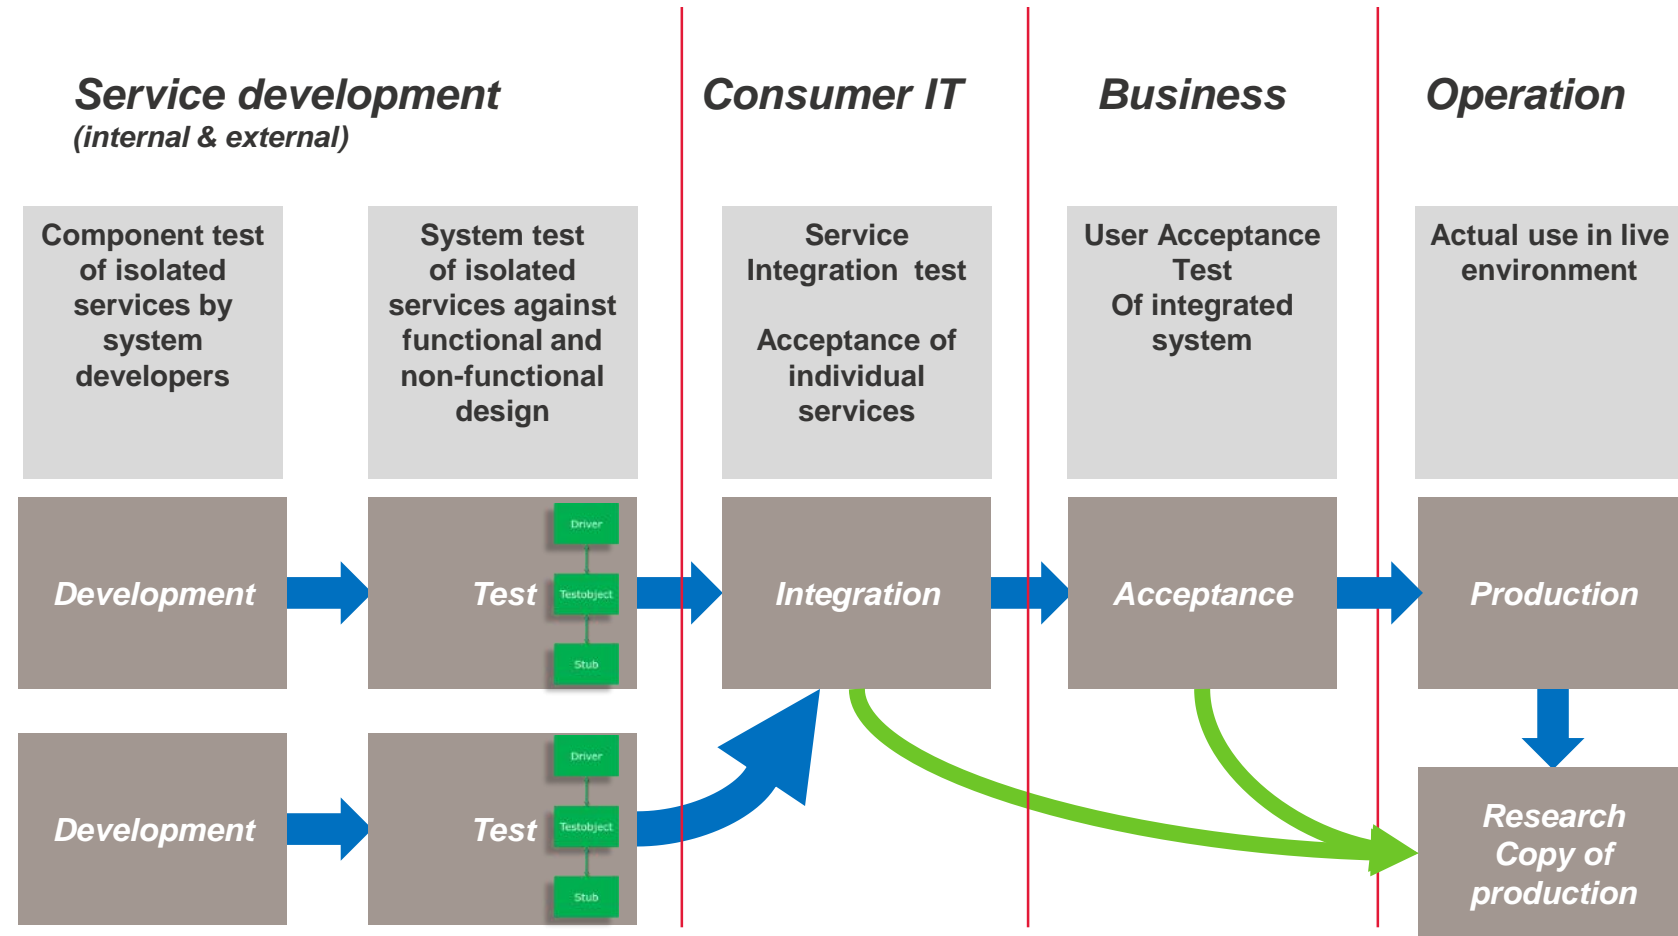 Service development
(internal & external)
Consumer IT
Business
Operation
Component test
of isolated
services by
system
developers
System test
of isolated
services against
functional and
non-functional
design
Service
Integration test
Acceptance of
individual
services
User Acceptance
Test
Of integrated
system
Actual use in live
environment
Development
Test
Driver
Testobject
Stub
Integration
Acceptance
Production
Development
Test
Driver
Testobject
Stub
Research
Copy of
production